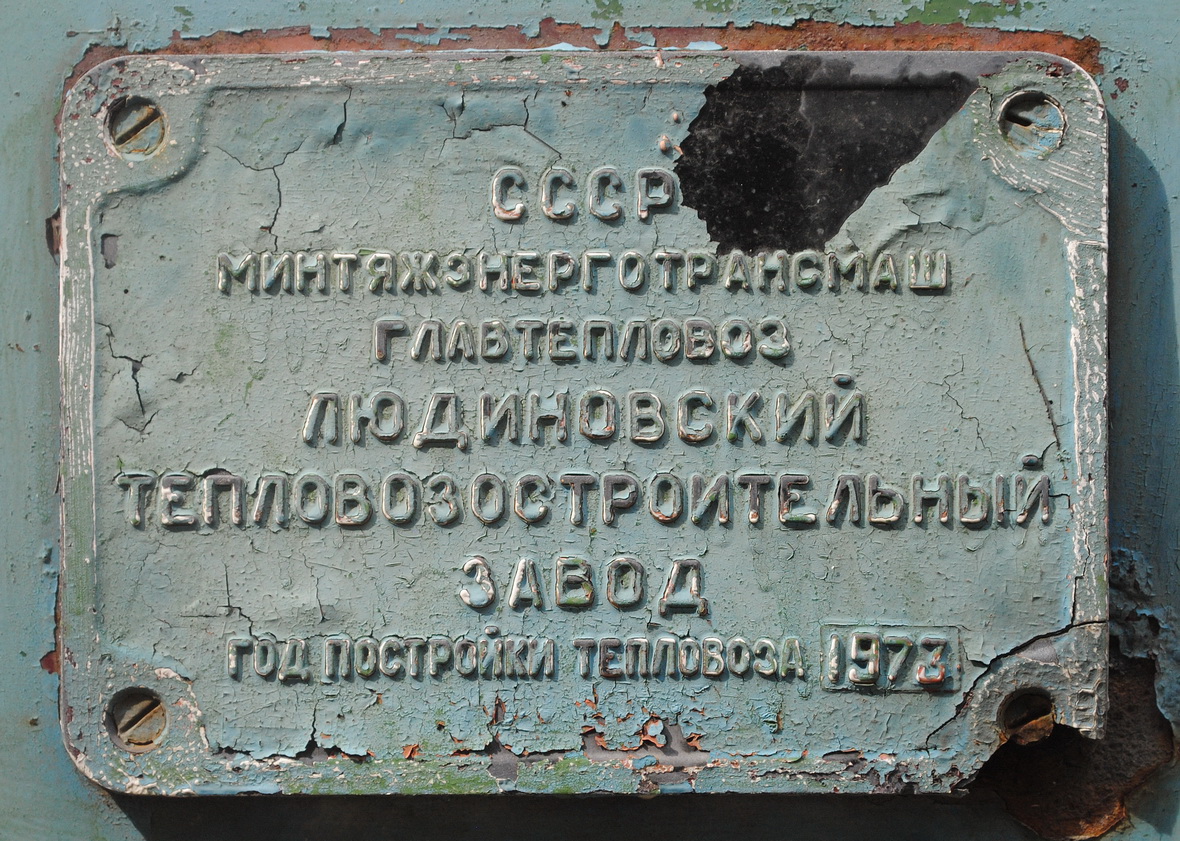 СССР
МИНТЯЖЭНЕРГОТРАНСМАШ
ГЛАВТЕПЛОВОЗ
ЛЮДИНОВСКИЙ
ТЕПЛОВОЗОСТРОИТЕЛЬНЫЙ
ЗАВОД
ГОД ПОСТРОЙКИ ТЕПЛОВОЗА 1973